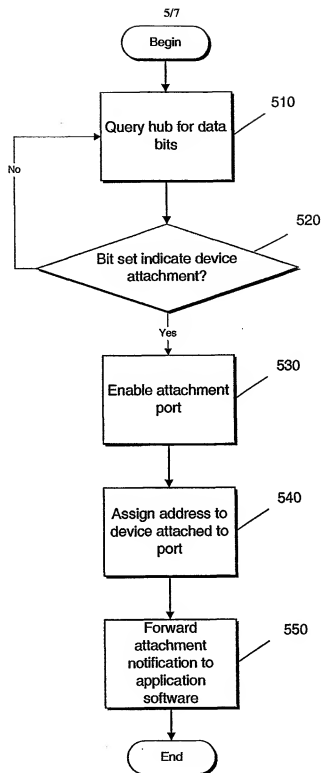 5/7
Begin
Query hub for data
bits
510
No
520
Bit set indicate device
attachment?
Yes
530
Enable attachment
port
540
Assign address to
device attached to
port
550
Forward
attachment
notification to
application
software
End